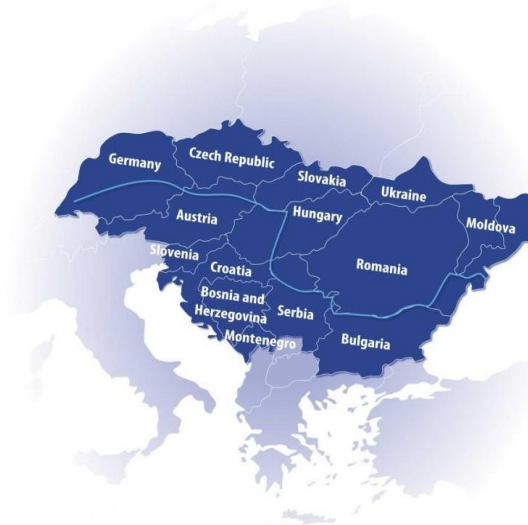 Germany
Czech Republic
Slovakia
Ukraine
Moldova
Austria
Hungary
Slovenia
Croatia
Romania
Bosnia and
Herzegovina
Serbia
Montenegro
Bulgaria